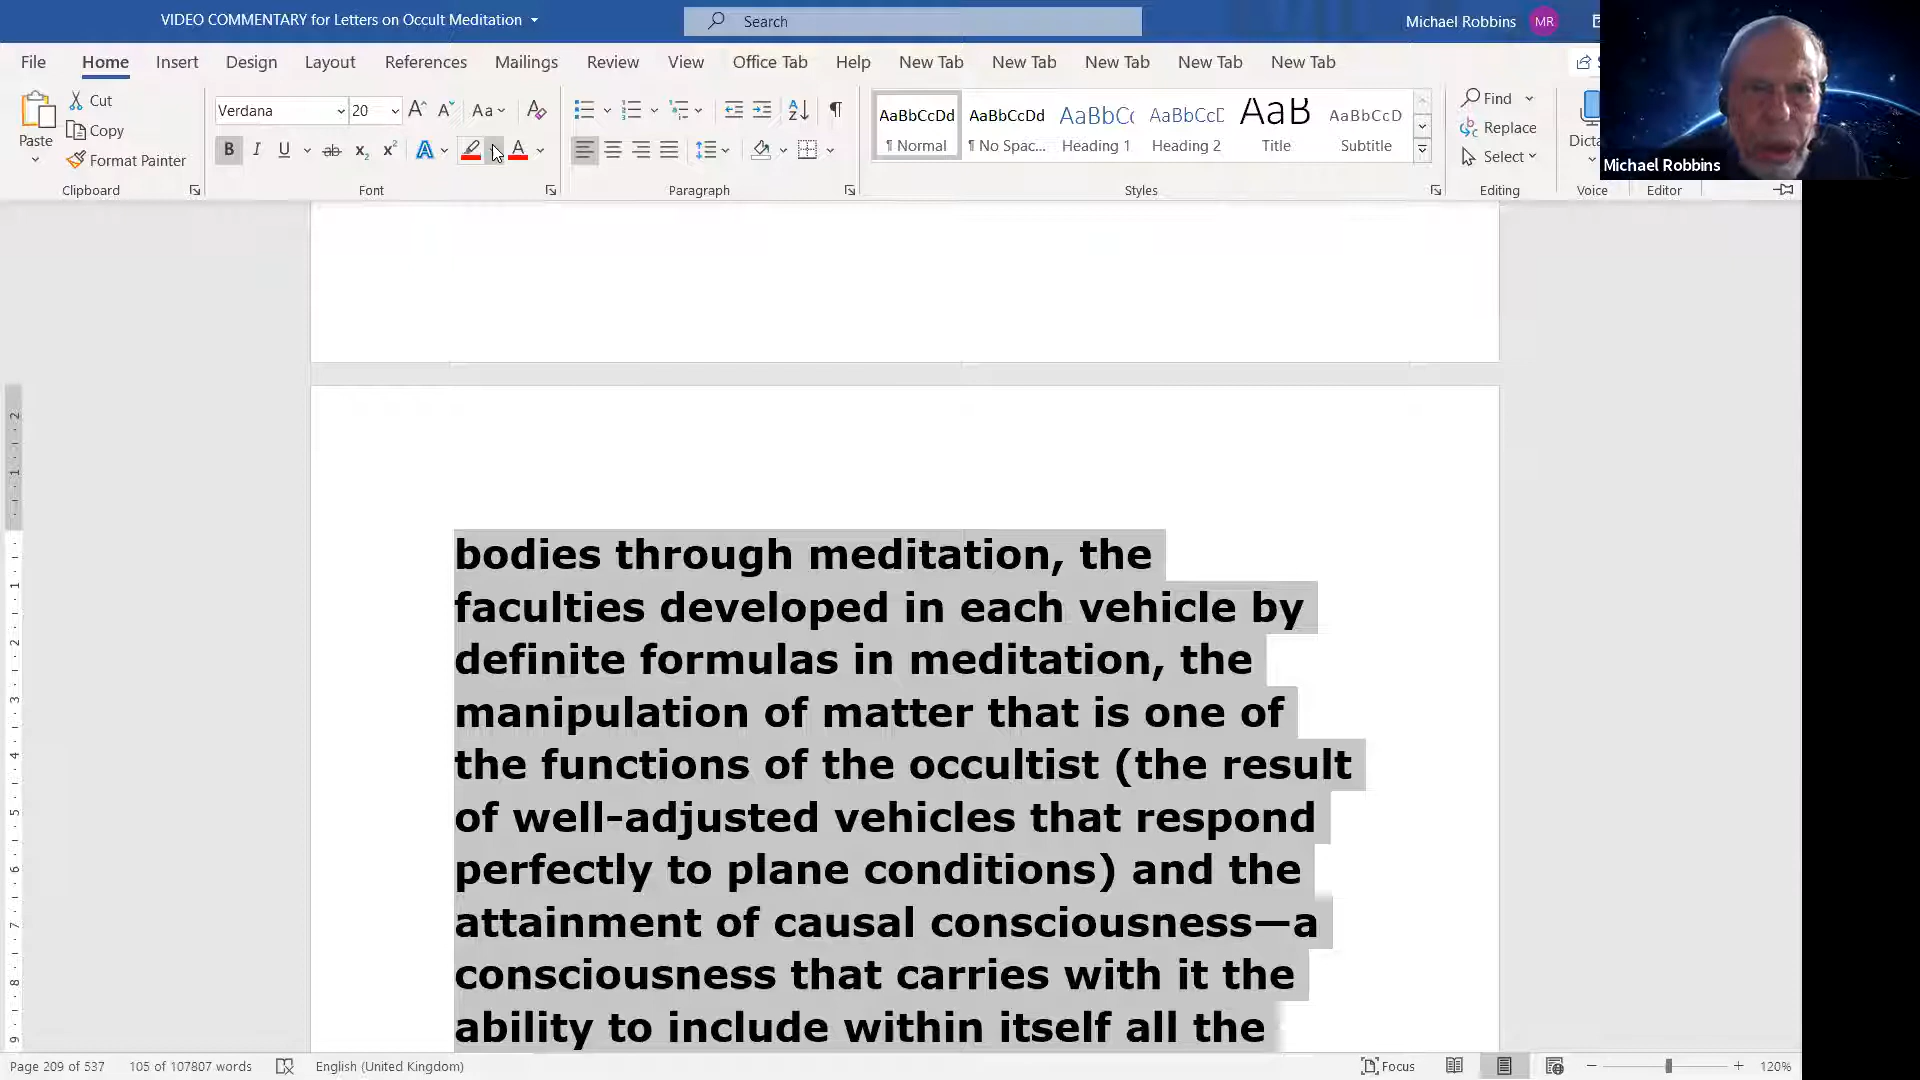 VIDEO COMMENTARY for Letters on Occult Meditation
Search
Michael Robbins
MR
File Home Insert Design Layout References Mailings Review View Office Tab Help New Tab New Tab New Tab New Tab New Tab
Paste
Cut
Copy
Format Painter
Clipboard
Verdana 20
Font
Paragraph
AaBbCcDd
¶ Normal
AaBbCcDd
¶ No Spac...
AaBbCc
Heading 1
AaBbCcD
Heading 2
AaB
Title
AaBbCcD
Subtitle
Styles
Find
Replace
Select
Editing
Voice
Editor
Michael Robbins
bodies through meditation, the
faculties developed in each vehicle by
definite formulas in meditation, the
manipulation of matter that is one of
the functions of the occultist (the result
of well-adjusted vehicles that respond
perfectly to plane conditions) and the
attainment of causal consciousness—a
consciousness that carries with it the
ability to include within itself all the
Page 209 of 537 105 of 107807 words English (United Kingdom) Focus 120%